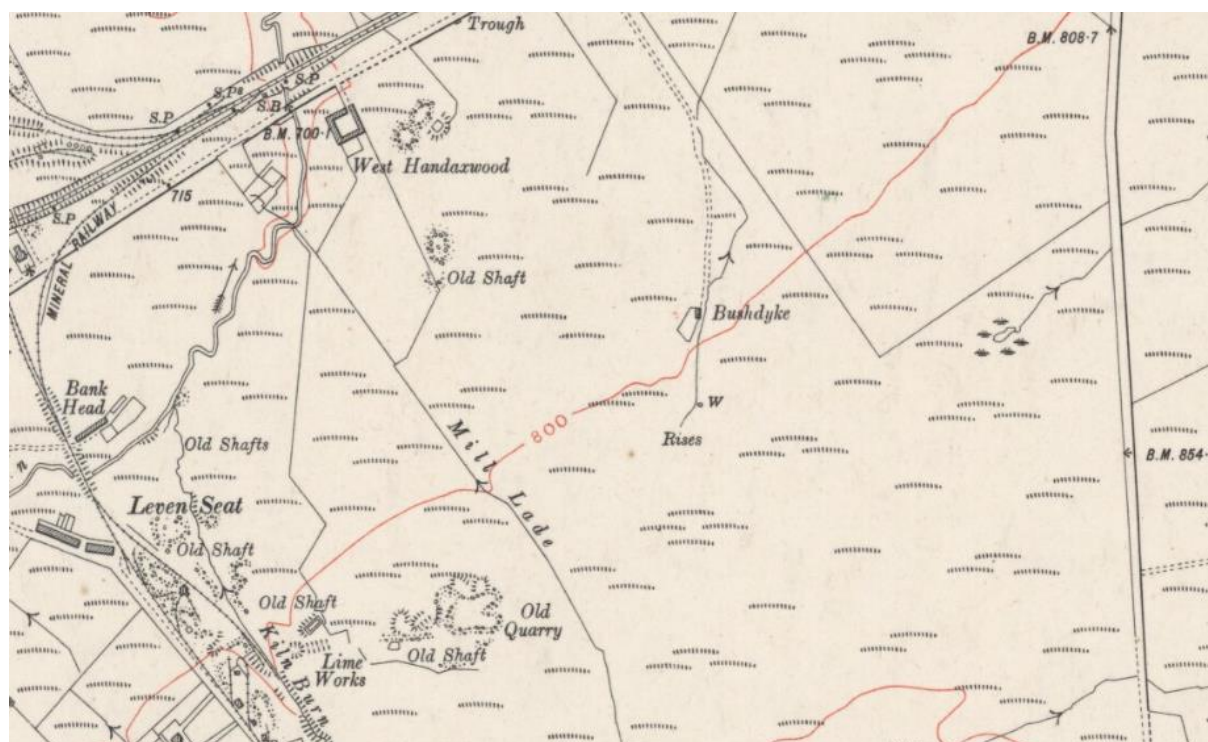 Trough
B.M. 808·7
S.P
S.Ps
S.P
S.B
B.M. 700·1
West Handaxwood
715
S.P
MINERAL RAILWAY
Old Shaft
Bushdyke
Bank
Head
800
W
Rises
Mill Lade
Old Shafts
n
B.M. 854·
Leven Seat
Old Shaft
Old Shaft
Old
Quarry
Old Shaft
Lime
Works
Kiln Burn